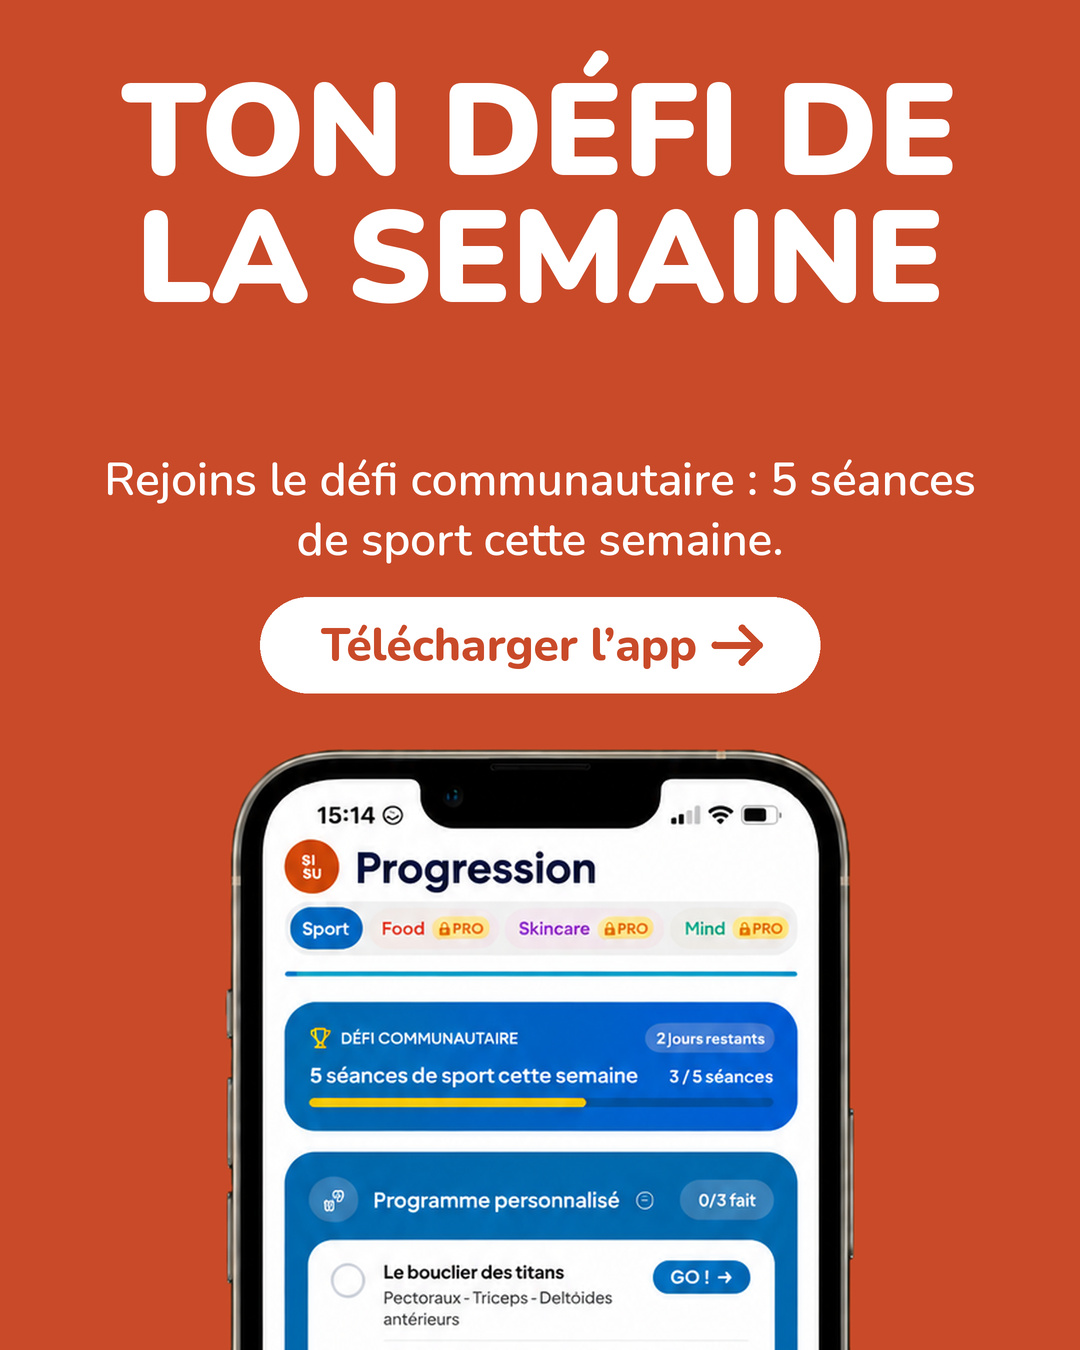 TON DÉFI DE
LA SEMAINE
Rejoins le défi communautaire : 5 séances
de sport cette semaine.
Télécharger l’app →
15:14
SI
SU
Progression
Sport Food PRO Skincare PRO Mind PRO
DÉFI COMMUNAUTAIRE 2 Jours restants
5 séances de sport cette semaine 3 / 5 séances
Programme personnalisé 0/3 fait
Le bouclier des titans GO ! →
Pectoraux - Triceps - Deltóides
antérieurs